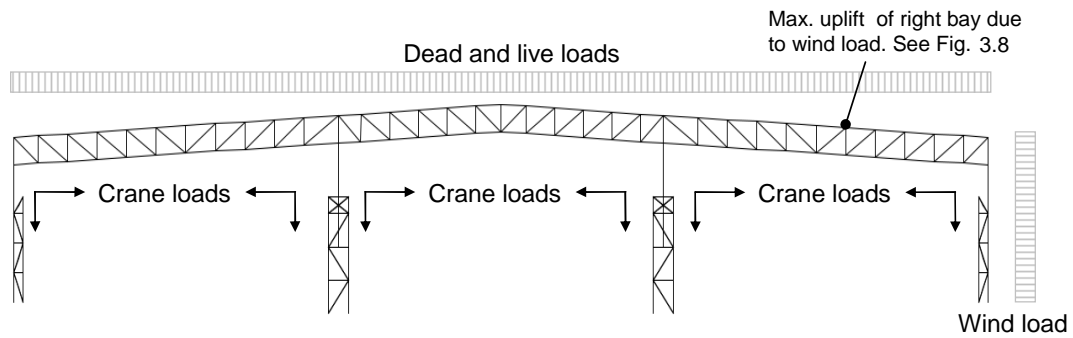 Max. uplift of right bay due
to wind load. See Fig. 3.8
Dead and live loads
Crane loads
Crane loads
Crane loads
Wind load